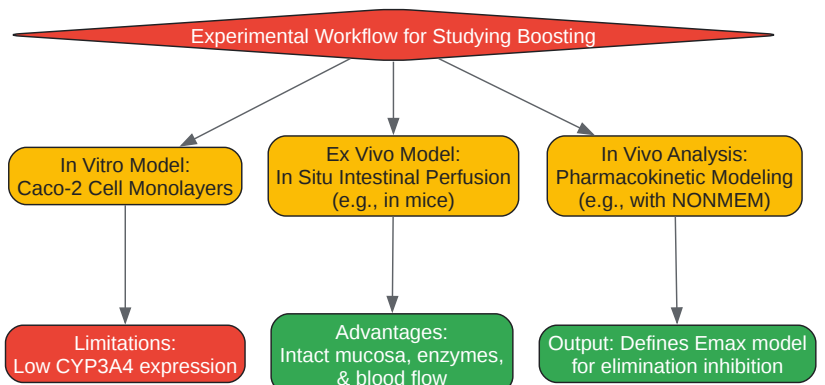 Experimental Workflow for Studying Boosting
In Vitro Model:
Caco-2 Cell Monolayers
Ex Vivo Model:
In Situ Intestinal Perfusion
(e.g., in mice)
In Vivo Analysis:
Pharmacokinetic Modeling
(e.g., with NONMEM)
Limitations:
Low CYP3A4 expression
Advantages:
Intact mucosa, enzymes,
& blood flow
Output: Defines Emax model
for elimination inhibition